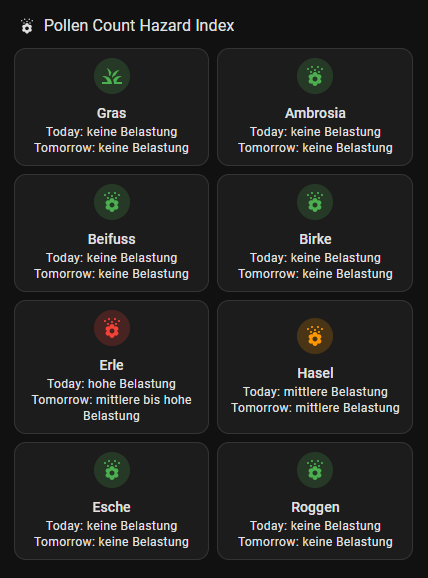 Pollen Count Hazard Index
Gras
Today: keine Belastung
Tomorrow: keine Belastung
Ambrosia
Today: keine Belastung
Tomorrow: keine Belastung
Beifuss
Today: keine Belastung
Tomorrow: keine Belastung
Birke
Today: keine Belastung
Tomorrow: keine Belastung
Erle
Today: hohe Belastung
Tomorrow: mittlere bis hohe
Belastung
Hasel
Today: mittlere Belastung
Tomorrow: mittlere Belastung
Esche
Today: keine Belastung
Tomorrow: keine Belastung
Roggen
Today: keine Belastung
Tomorrow: keine Belastung